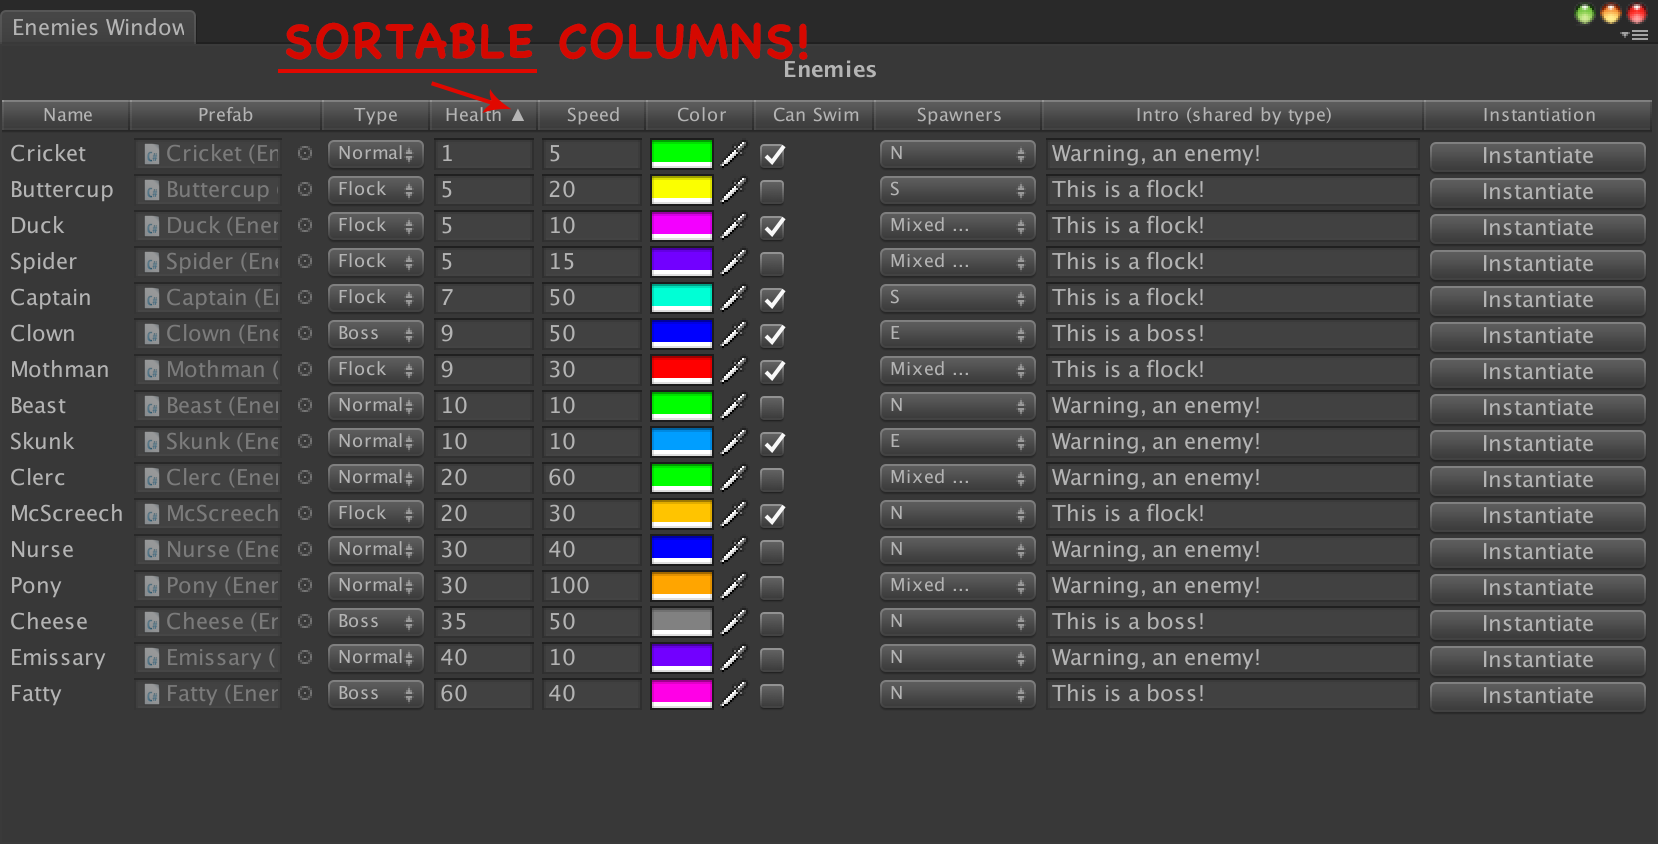 Enemies Window
SORTABLE COLUMNS!
Enemies
Name Prefab Type Health ▲ Speed Color Can Swim Spawners Intro (shared by type) Instantiation
Cricket Cricket (En Normal 1 5 N Warning, an enemy! Instantiate
Buttercup Buttercup Flock 5 20 S This is a flock! Instantiate
Duck Duck (Ener Flock 5 10 Mixed ... This is a flock! Instantiate
Spider Spider (Ene Flock 5 15 Mixed ... This is a flock! Instantiate
Captain Captain (E Flock 7 50 S This is a flock! Instantiate
Clown Clown (Ene Boss 9 50 E This is a boss! Instantiate
Mothman Mothman ( Flock 9 30 Mixed ... This is a flock! Instantiate
Beast Beast (Ener Normal 10 10 N Warning, an enemy! Instantiate
Skunk Skunk (Ene Normal 10 10 E Warning, an enemy! Instantiate
Clerc Clerc (Ener Normal 20 60 Mixed ... Warning, an enemy! Instantiate
McScreech McScreech Flock 20 30 N This is a flock! Instantiate
Nurse Nurse (Ene Normal 30 40 N Warning, an enemy! Instantiate
Pony Pony (Ener Normal 30 100 Mixed ... Warning, an enemy! Instantiate
Cheese Cheese (Er Boss 35 50 N This is a boss! Instantiate
Emissary Emissary ( Normal 40 10 N Warning, an enemy! Instantiate
Fatty Fatty (Ener Boss 60 40 N This is a boss! Instantiate